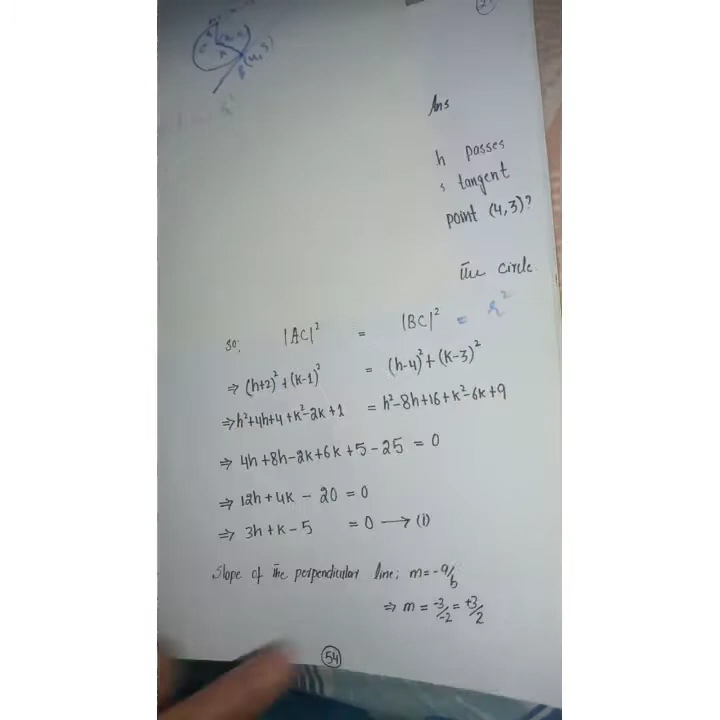 B(4,3)
Ans
h passes
s tangent
point (4,3)?
The circle.
so; |AC|² = |BC|² = r²
⇒ (h+2)² + (k-1)² = (h-4)² + (k-3)²
⇒ h²+4h+4+k²-2k+1 = h²-8h+16+k²-6k+9
⇒ 4h+8h-2k+6k+5-25 = 0
⇒ 12h+4k-20 = 0
⇒ 3h+k-5 = 0 → (i)
Slope of the perpendicular line; m=-a/b
⇒ m = -3/-2 = +3/2
54